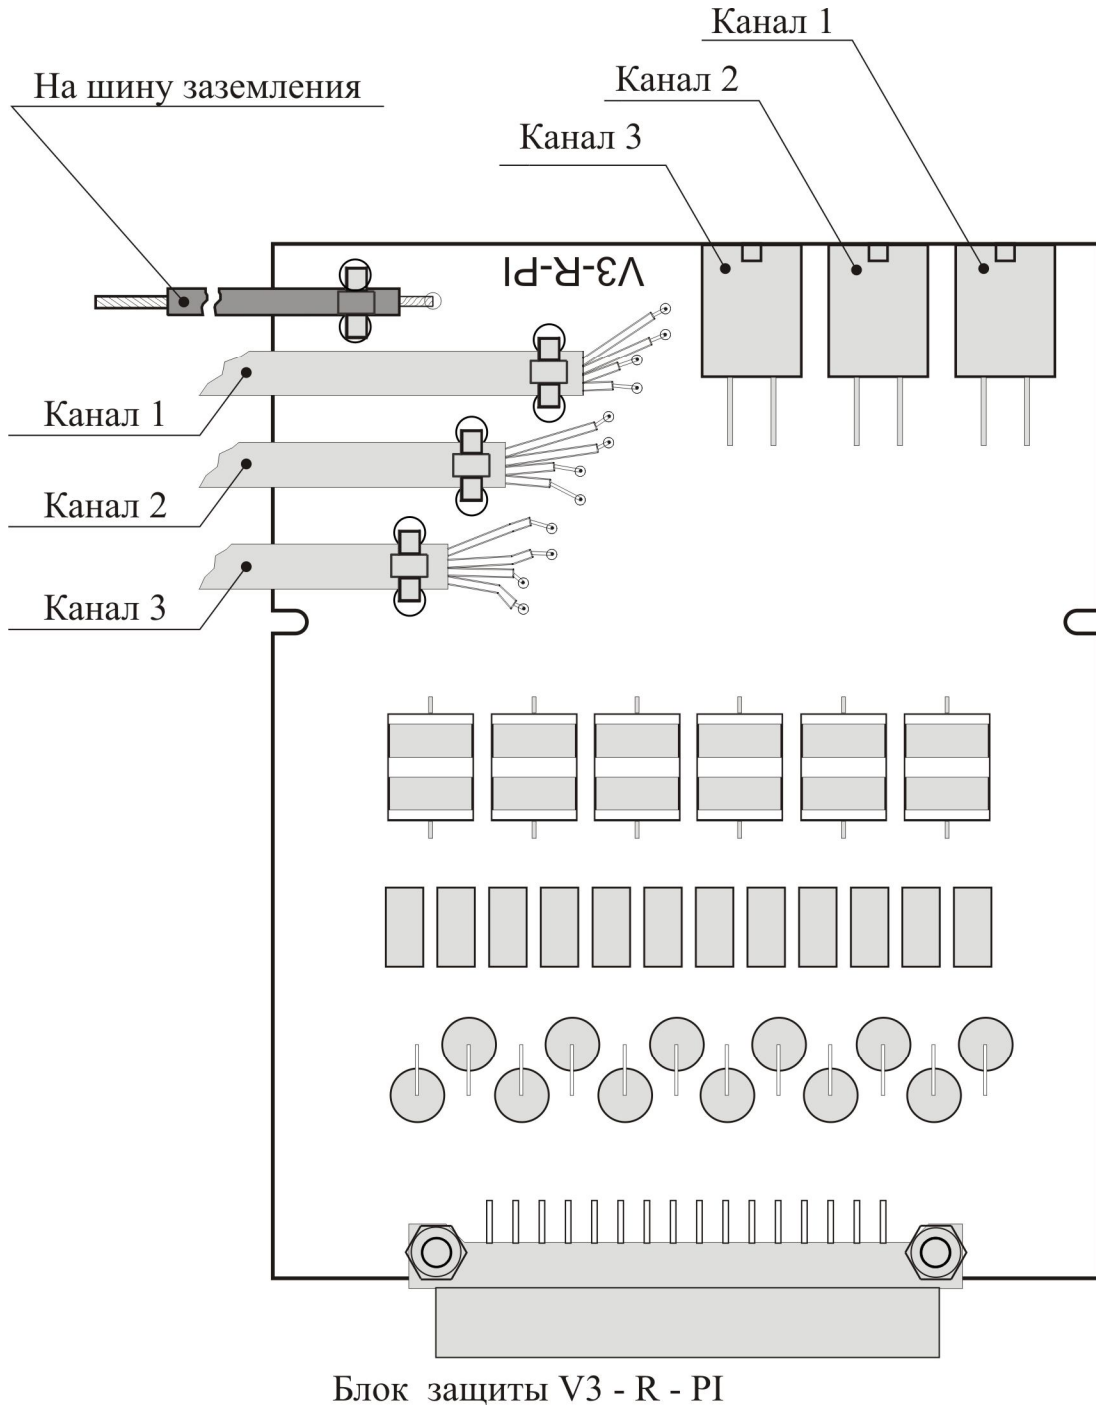 Канал 1
На шину заземления
Канал 2
Канал 3
V3-R-PI
Канал 1
Канал 2
Канал 3
Блок защиты V3 - R - PI